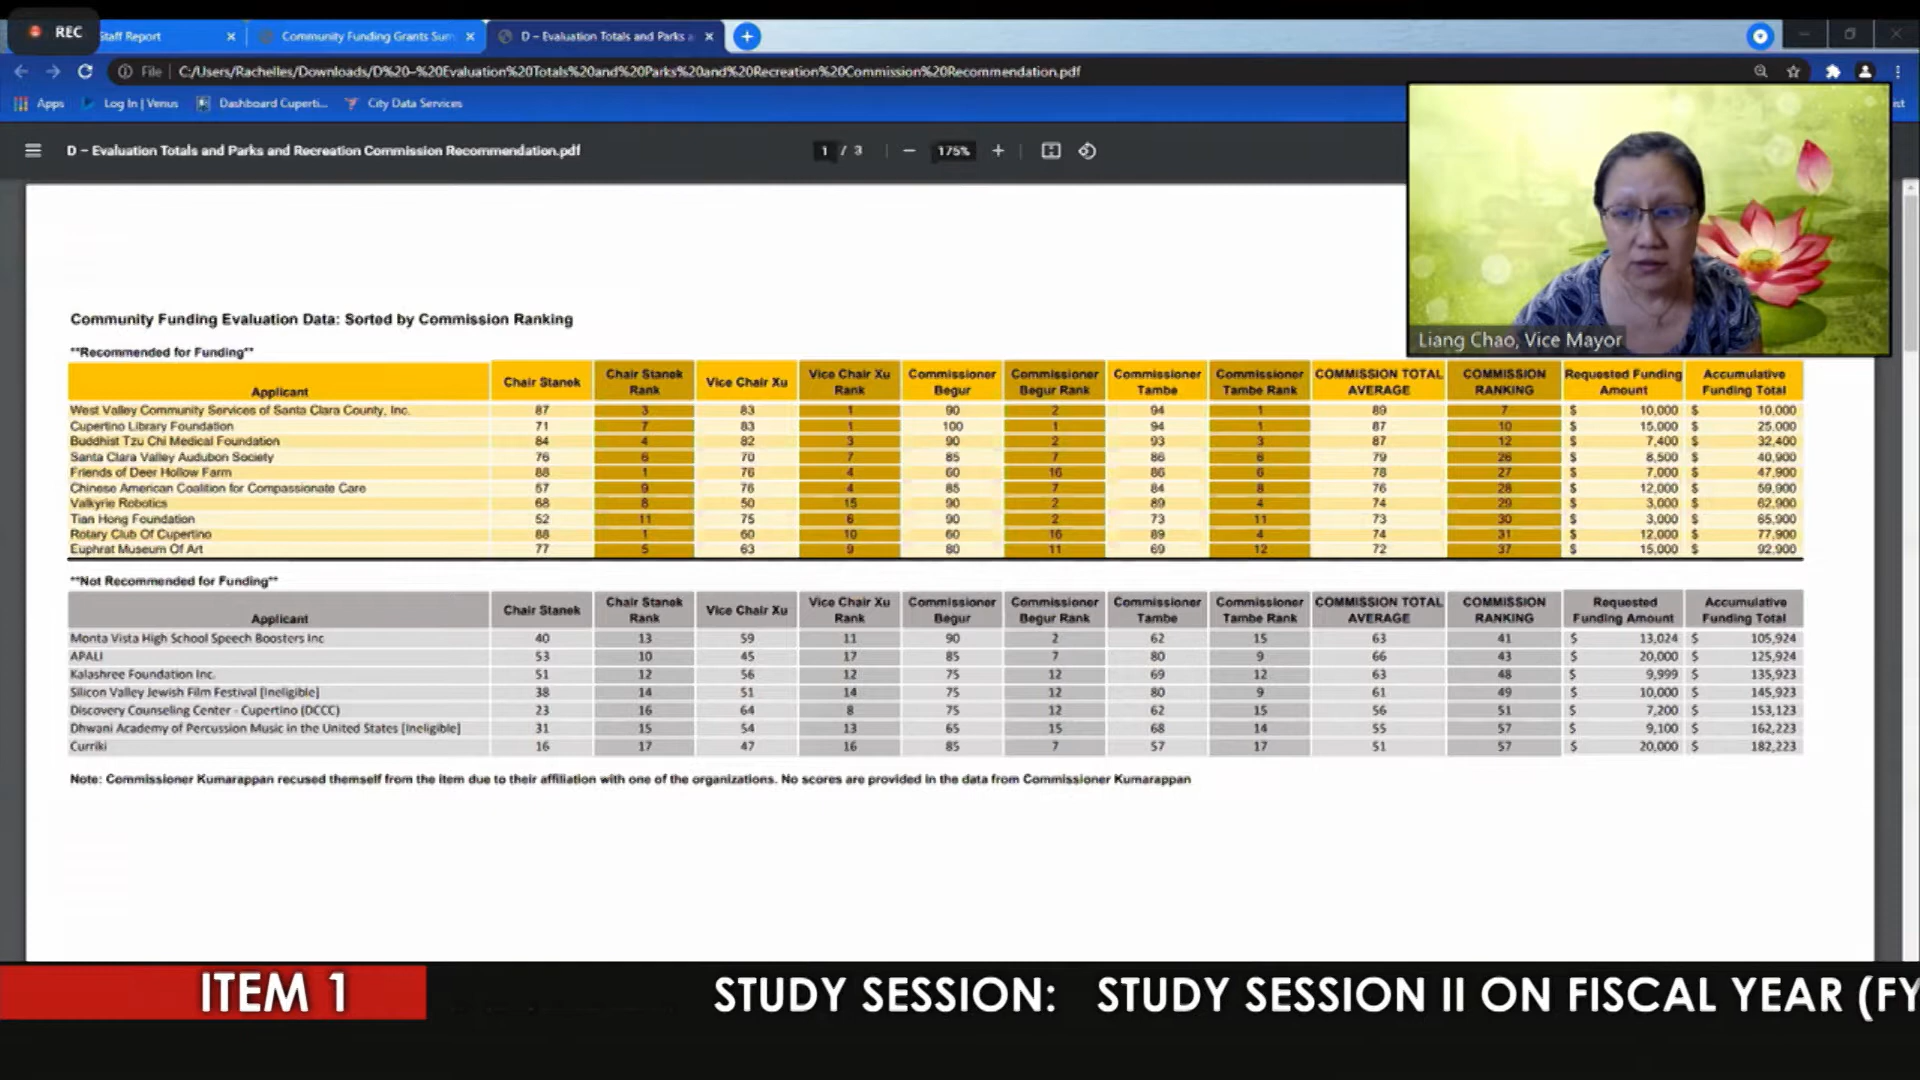 REC
Staff Report
Community Funding Grants Sum
D – Evaluation Totals and Parks a
File
C:/Users/Rachelles/Downloads/D%20-%20Evaluation%20Totals%20and%20Parks%20and%20Recreation%20Commission%20Recommendation.pdf
Apps Log In | Venus Dashboard Cuperti... City Data Services
D – Evaluation Totals and Parks and Recreation Commission Recommendation.pdf
1 / 3 — 175% +
Liang Chao, Vice Mayor
Community Funding Evaluation Data: Sorted by Commission Ranking
**Recommended for Funding**
Applicant Chair Stanek Chair Stanek Rank Vice Chair Xu Vice Chair Xu Rank Commissioner Begur Commissioner Begur Rank Commissioner Tambe Commissioner Tambe Rank COMMISSION TOTAL AVERAGE COMMISSION RANKING Requested Funding Amount Accumulative Funding Total
West Valley Community Services of Santa Clara County, Inc. 87 3 83 1 90 2 94 1 89 7 $ 10,000 $ 10,000
Cupertino Library Foundation 71 7 83 1 100 1 94 1 87 10 $ 15,000 $ 25,000
Buddhist Tzu Chi Medical Foundation 84 4 82 3 90 2 93 3 87 12 $ 7,400 $ 32,400
Santa Clara Valley Audubon Society 76 6 70 7 85 7 86 6 79 26 $ 8,500 $ 40,900
Friends of Deer Hollow Farm 88 1 76 4 60 16 86 6 78 27 $ 7,000 $ 47,900
Chinese American Coalition for Compassionate Care 57 9 76 4 85 7 84 8 76 28 $ 12,000 $ 59,900
Valkyrie Robotics 68 8 50 15 90 2 89 4 74 29 $ 3,000 $ 62,900
Tian Hong Foundation 52 11 75 6 90 2 73 11 73 30 $ 3,000 $ 65,900
Rotary Club Of Cupertino 88 1 60 10 60 16 89 4 74 31 $ 12,000 $ 77,900
Euphrat Museum Of Art 77 5 63 9 80 11 69 12 72 37 $ 15,000 $ 92,900
**Not Recommended for Funding**
Applicant Chair Stanek Chair Stanek Rank Vice Chair Xu Vice Chair Xu Rank Commissioner Begur Commissioner Begur Rank Commissioner Tambe Commissioner Tambe Rank COMMISSION TOTAL AVERAGE COMMISSION RANKING Requested Funding Amount Accumulative Funding Total
Monta Vista High School Speech Boosters Inc 40 13 59 11 90 2 62 15 63 41 $ 13,024 $ 105,924
APALI 53 10 45 17 85 7 80 9 66 43 $ 20,000 $ 125,924
Kalashree Foundation Inc. 51 12 56 12 75 12 69 12 63 48 $ 9,999 $ 135,923
Silicon Valley Jewish Film Festival [Ineligible] 38 14 51 14 75 12 80 9 61 49 $ 10,000 $ 145,923
Discovery Counseling Center - Cupertino (DCCC) 23 16 64 8 75 12 62 15 56 51 $ 7,200 $ 153,123
Dhwani Academy of Percussion Music in the United States [Ineligible] 31 15 54 13 65 15 68 14 55 57 $ 9,100 $ 162,223
Curriki 16 17 47 16 85 7 57 17 51 57 $ 20,000 $ 182,223
Note: Commissioner Kumarappan recused themself from the item due to their affiliation with one of the organizations. No scores are provided in the data from Commissioner Kumarappan
ITEM 1
STUDY SESSION: STUDY SESSION II ON FISCAL YEAR (FY